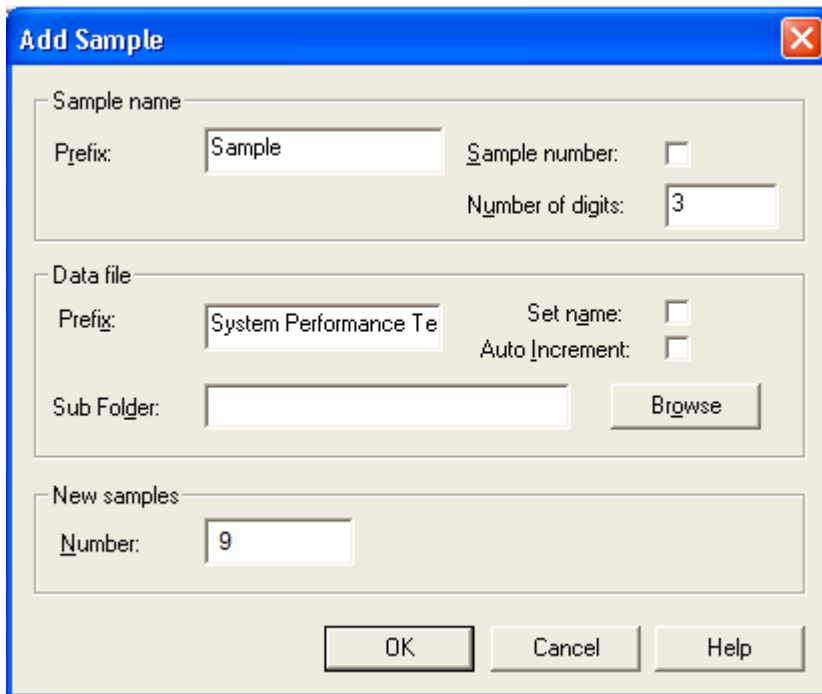 Add Sample
Sample name
Prefix: Sample
Sample number:
Number of digits: 3
Data file
Prefix: System Performance Te
Set name:
Auto Increment:
Sub Folder: Browse
New samples
Number: 9
OK Cancel Help